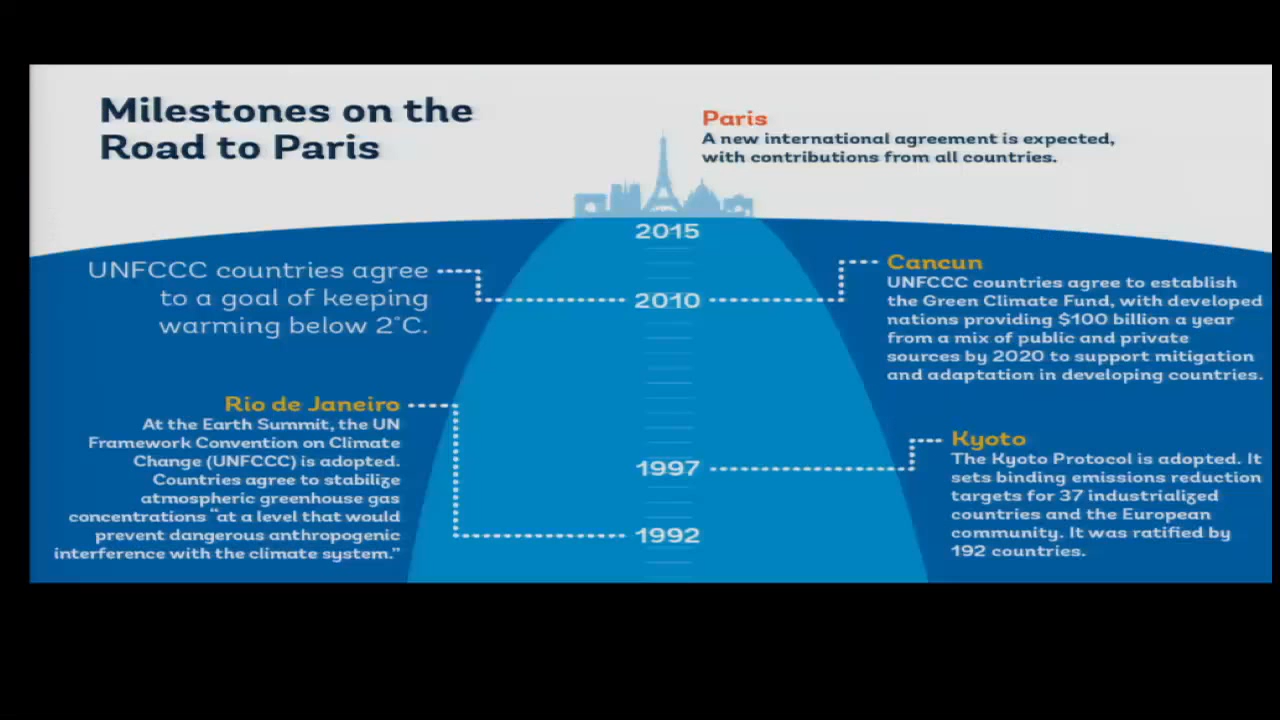 Milestones on the
Road to Paris
Paris
A new international agreement is expected,
with contributions from all countries.
2015
UNFCCC countries agree
to a goal of keeping
warming below 2°C.
2010
Cancun
UNFCCC countries agree to establish
the Green Climate Fund, with developed
nations providing $100 billion a year
from a mix of public and private
sources by 2020 to support mitigation
and adaptation in developing countries.
Rio de Janeiro
At the Earth Summit, the UN
Framework Convention on Climate
Change (UNFCCC) is adopted.
Countries agree to stabilize
atmospheric greenhouse gas
concentrations “at a level that would
prevent dangerous anthropogenic
interference with the climate system.”
1997
Kyoto
The Kyoto Protocol is adopted. It
sets binding emissions reduction
targets for 37 industrialized
countries and the European
community. It was ratified by
192 countries.
1992